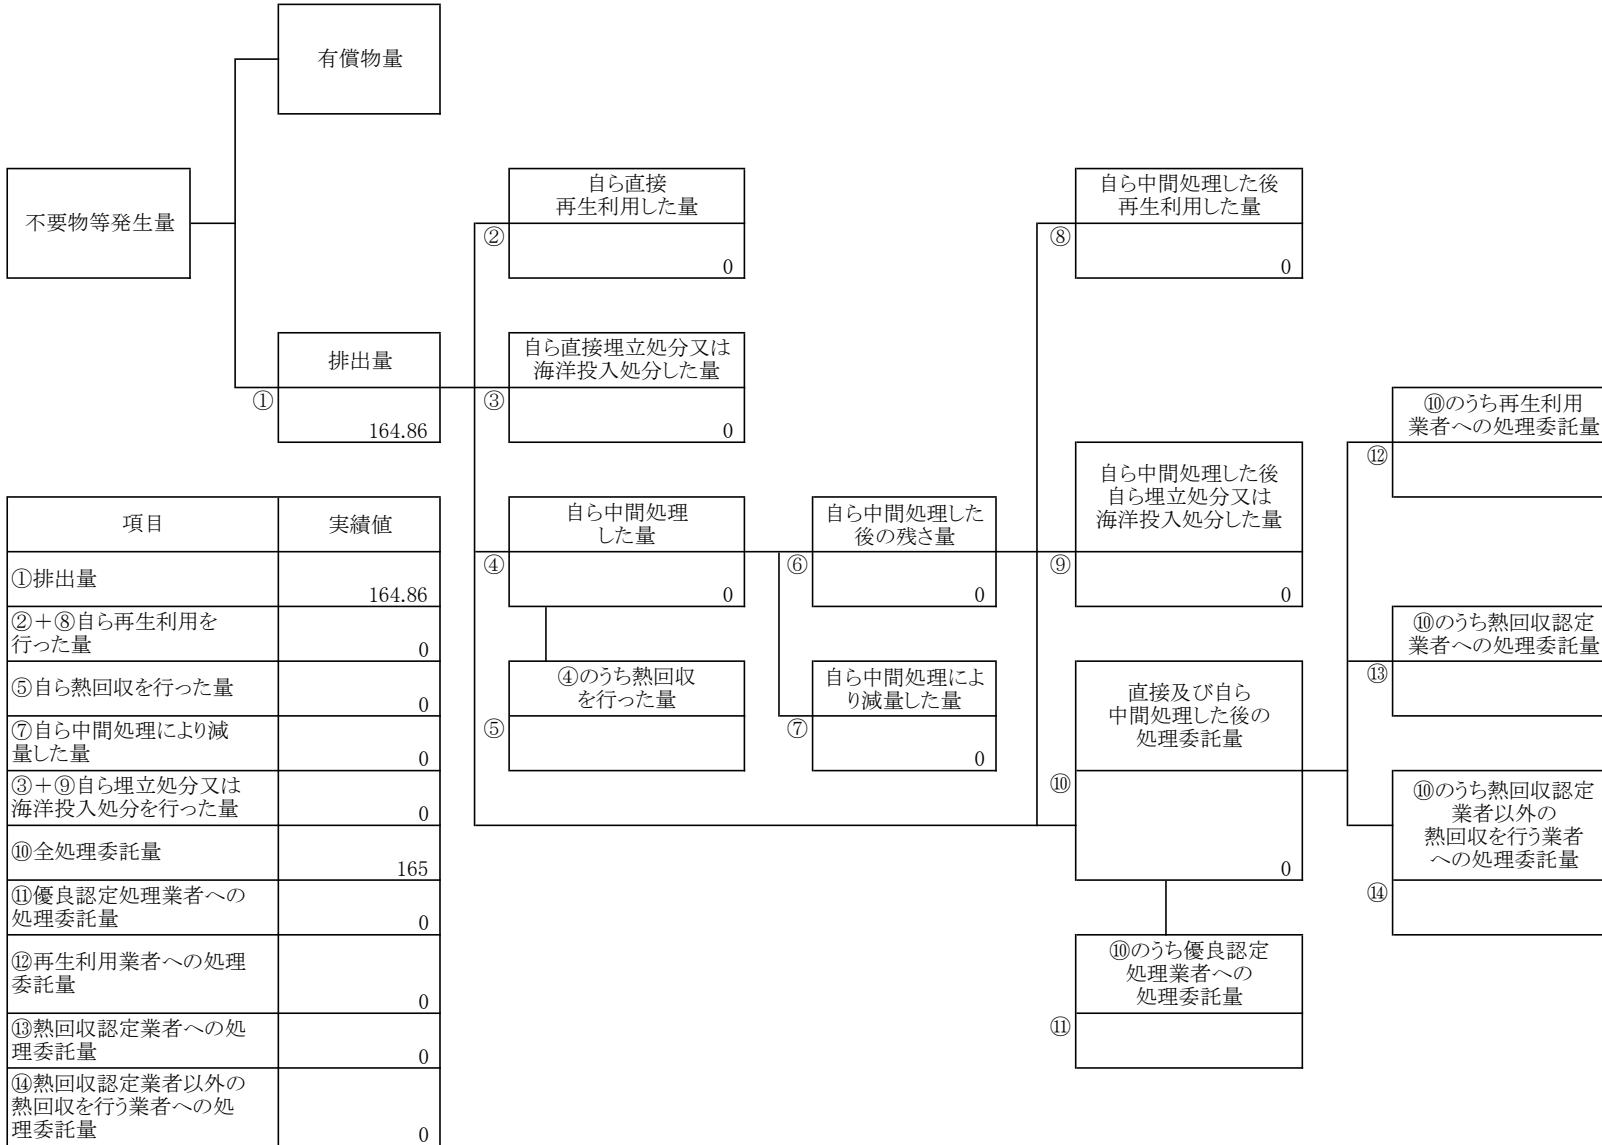 有償物量
不要物等発生量
自ら直接
再生利用した量
②
0
自ら中間処理した後
再生利用した量
⑧
0
排出量
①
164.86
自ら直接埋立処分又は
海洋投入処分した量
③
0
⑩のうち再生利用
業者への処理委託量
⑫
自ら中間処理
した量
④
0
自ら中間処理した
後の残さ量
⑥
0
自ら中間処理した後
自ら埋立処分又は
海洋投入処分した量
⑨
0
⑩のうち熱回収認定
業者への処理委託量
⑬
④のうち熱回収
を行った量
⑤
自ら中間処理によ
り減量した量
⑦
0
直接及び自ら
中間処理した後の
処理委託量
⑩
0
⑩のうち熱回収認定
業者以外の
熱回収を行う業者
への処理委託量
⑭
⑩のうち優良認定
処理業者への
処理委託量
⑪
項目 実績値
①排出量
164.86
②+⑧自ら再生利用を
行った量
0
⑤自ら熱回収を行った量
0
⑦自ら中間処理により減
量した量
0
③+⑨自ら埋立処分又は
海洋投入処分を行った量
0
⑩全処理委託量
165
⑪優良認定処理業者への
処理委託量
0
⑫再生利用業者への処理
委託量
0
⑬熱回収認定業者への処
理委託量
0
⑭熱回収認定業者以外の
熱回収を行う業者への処
理委託量
0